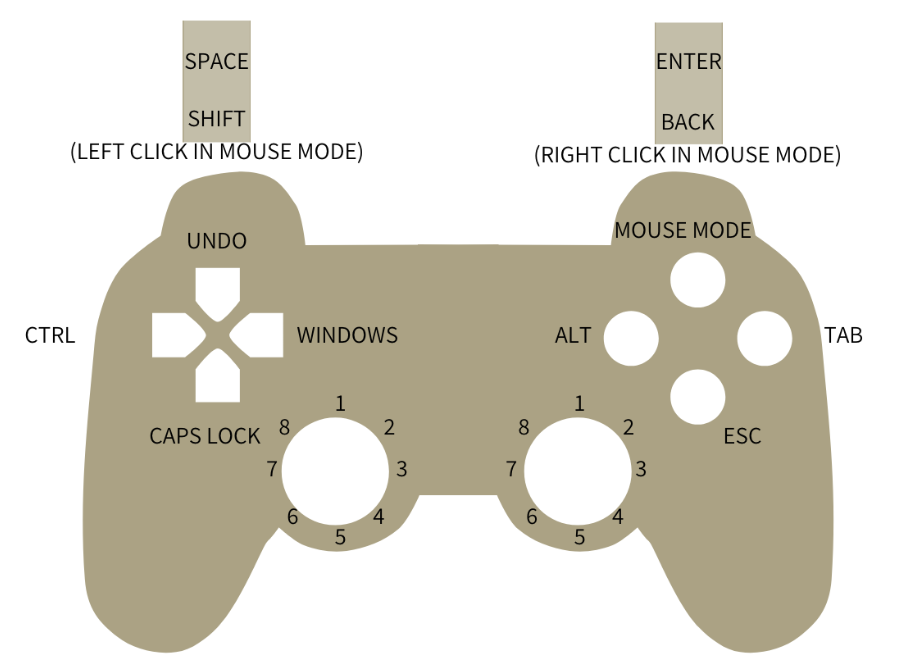 SPACE
ENTER
SHIFT
BACK
(LEFT CLICK IN MOUSE MODE)
(RIGHT CLICK IN MOUSE MODE)
UNDO
MOUSE MODE
CTRL
WINDOWS
ALT
TAB
CAPS LOCK
ESC
1
2
3
4
5
6
7
8
1
2
3
4
5
6
7
8